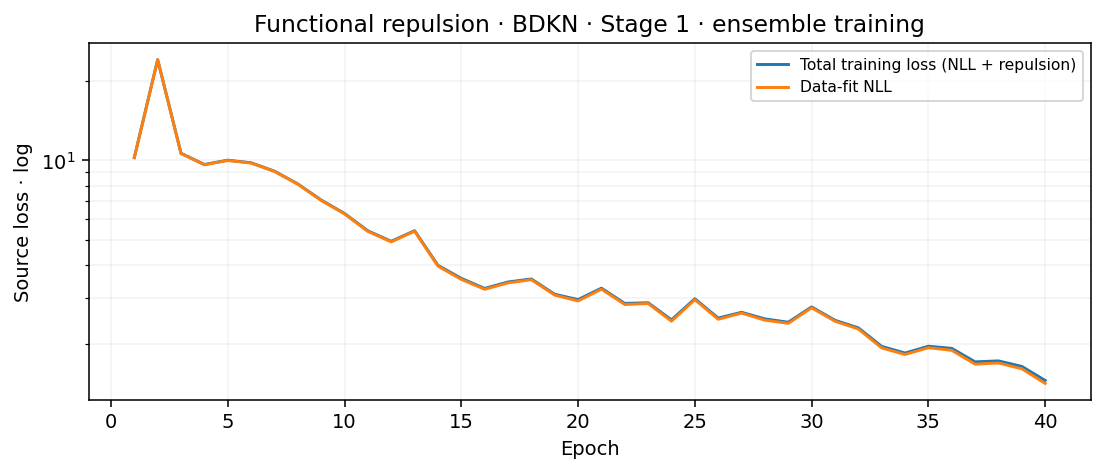 Functional repulsion · BDKN · Stage 1 · ensemble training
Total training loss (NLL + repulsion)
Data-fit NLL
Source loss · log
10¹
0 5 10 15 20 25 30 35 40
Epoch